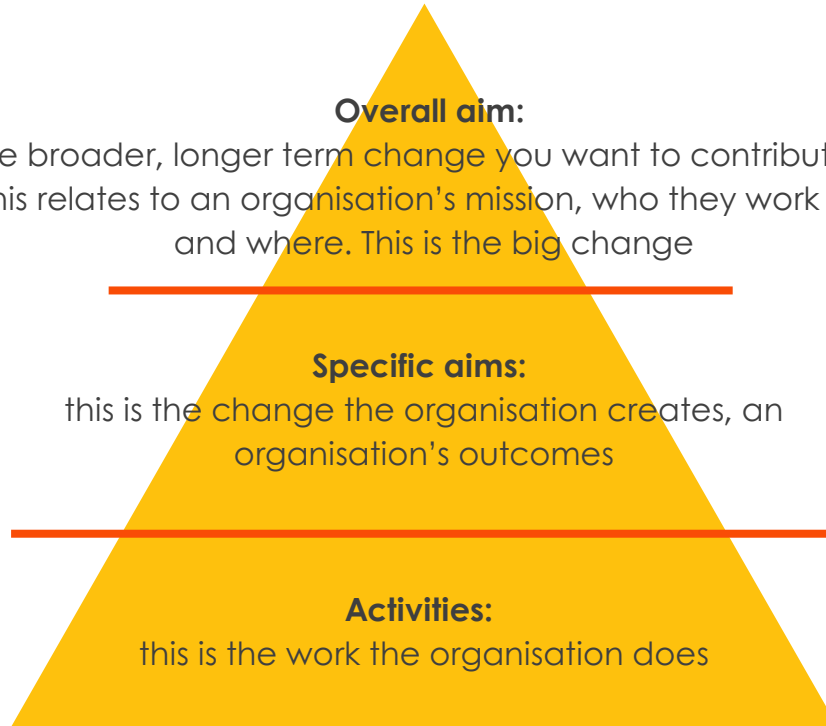 Overall aim:
e broader, longer term change you want to contribut
is relates to an organisation's mission, who they work
and where. This is the big change
Specific aims:
this is the change the organisation creates, an
organisation's outcomes
Activities:
this is the work the organisation does